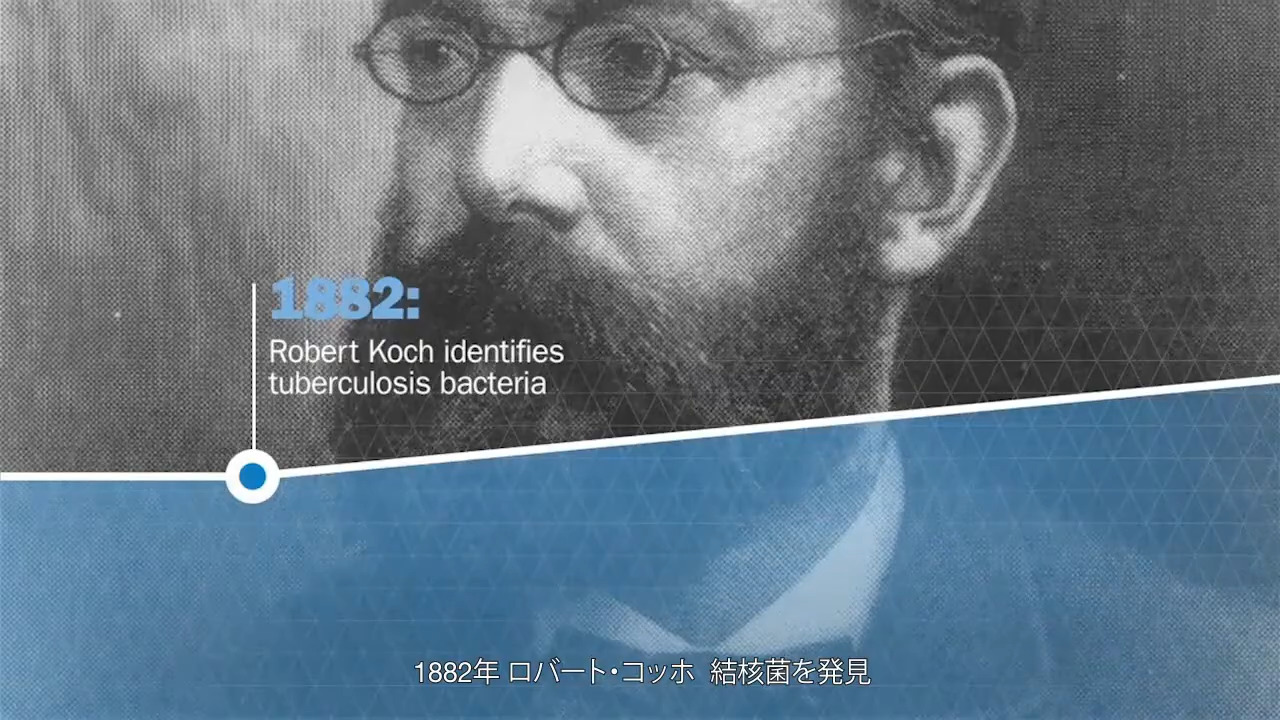 1882:
Robert Koch identifies
tuberculosis bacteria
1882年 ロバート・コッホ 結核菌を発見